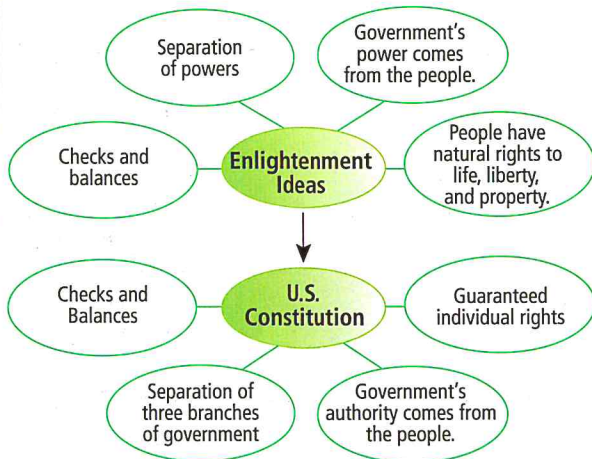 Separation
of powers
Government's
power comes
from the people.
Checks and
balances
Enlightenment
Ideas
People have
natural rights to
life, liberty,
and property.
Checks and
Balances
U.S.
Constitution
Guaranteed
individual rights
Separation of
three branches
of government
Government's
authority comes from
the people.